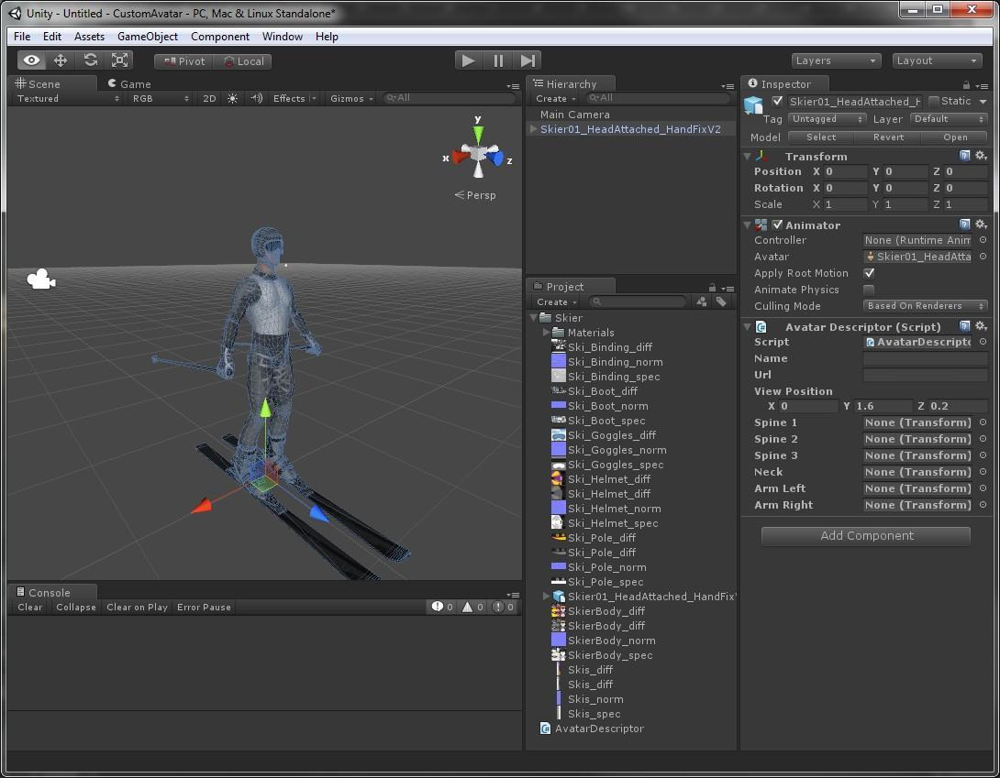 Unity - Untitled - CustomAvatar - PC, Mac & Linux Standalone*
File Edit Assets GameObject Component Window Help
Pivot Local Layers Layout
Scene Game
Textured RGB 2D Effects Gizmos All
y
x
z
Persp
Console
Clear Collapse Clear on Play Error Pause 0 0 0
Hierarchy
Create All
Main Camera
Skier01_HeadAttached_HandFixV2
Project
Create
Skier
Materials
Ski_Binding_diff
Ski_Binding_norm
Ski_Binding_spec
Ski_Boot_diff
Ski_Boot_norm
Ski_Boot_spec
Ski_Goggles_diff
Ski_Goggles_norm
Ski_Goggles_spec
Ski_Helmet_diff
Ski_Helmet_diff
Ski_Helmet_norm
Ski_Helmet_spec
Ski_Pole_diff
Ski_Pole_diff
Ski_Pole_norm
Ski_Pole_spec
Skier01_HeadAttached_HandFix
SkierBody_diff
SkierBody_diff
SkierBody_norm
SkierBody_spec
Skis_diff
Skis_diff
Skis_norm
Skis_spec
AvatarDescriptor
Inspector
Skier01_HeadAttached_H Static
Tag Untagged Layer Default
Model Select Revert Open
Transform
Position X 0 Y 0 Z 0
Rotation X 0 Y 0 Z 0
Scale X 1 Y 1 Z 1
Animator
Controller None (Runtime Anim
Avatar Skier01_HeadAtta
Apply Root Motion
Animate Physics
Culling Mode Based On Renderers
Avatar Descriptor (Script)
Script AvatarDescripto
Name
Url
View Position
X 0 Y 1.6 Z 0.2
Spine 1 None (Transform)
Spine 2 None (Transform)
Spine 3 None (Transform)
Neck None (Transform)
Arm Left None (Transform)
Arm Right None (Transform)
Add Component